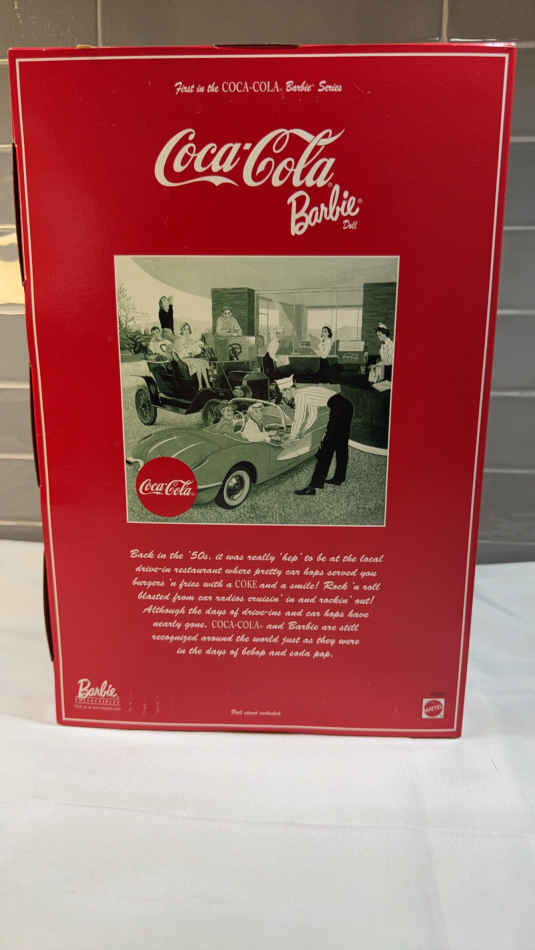 First in the COCA-COLA® Barbie™ Series
Coca-Cola®
Barbie®
Doll
Coca-Cola
Back in the '50s, it was really 'hep' to be at the local
drive-in restaurant where pretty car hops served you
burgers 'n fries with a COKE and a smile! Rock 'n roll
blasted from car radios cruisin' in and rockin' out!
Although the days of drive-ins and car hops have
nearly gone, COCA-COLA® and Barbie are still
recognized around the world just as they were
in the days of bebop and soda pop.
Barbie
COLLECTIBLES
Doll stand included.
MATTEL